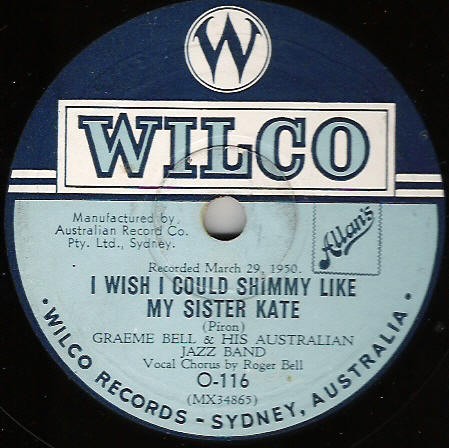 W
WILCO
Manufactured by
Australian Record Co.
Pty. Ltd., Sydney.
Allan's
Recorded March 29, 1950.
I WISH I COULD SHIMMY LIKE
MY SISTER KATE
(Piron)
GRAEME BELL & HIS AUSTRALIAN
JAZZ BAND
Vocal Chorus by Roger Bell
O-116
(MX34865)
• WILCO RECORDS - SYDNEY, AUSTRALIA •